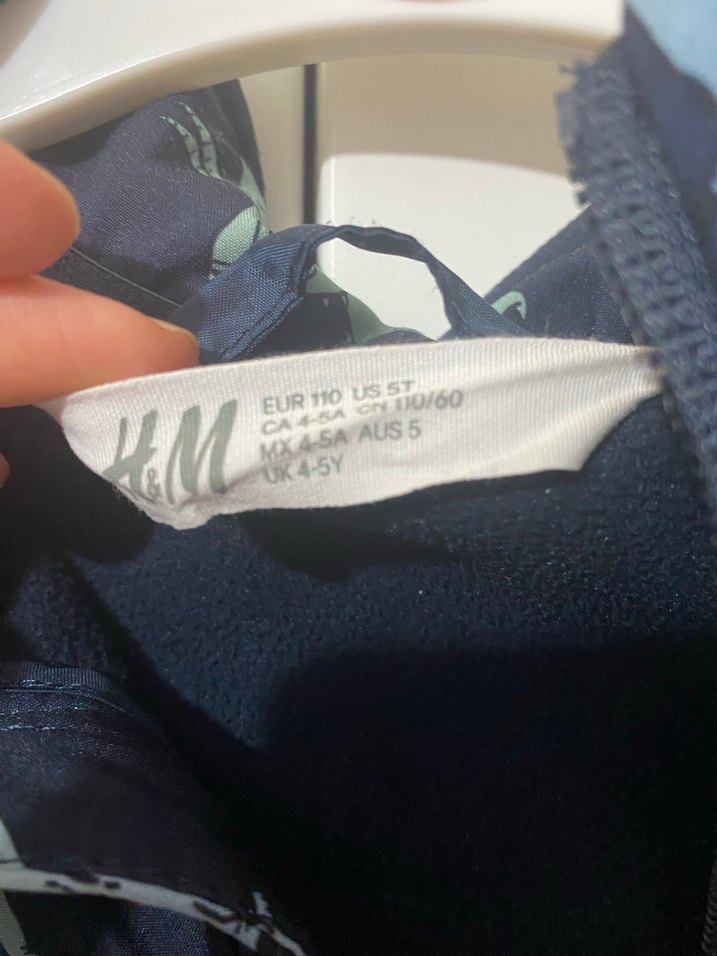 H&M
EUR 110 US 5T
CA 4-5A CN 110/60
MX 4-5A AUS 5
UK 4-5Y